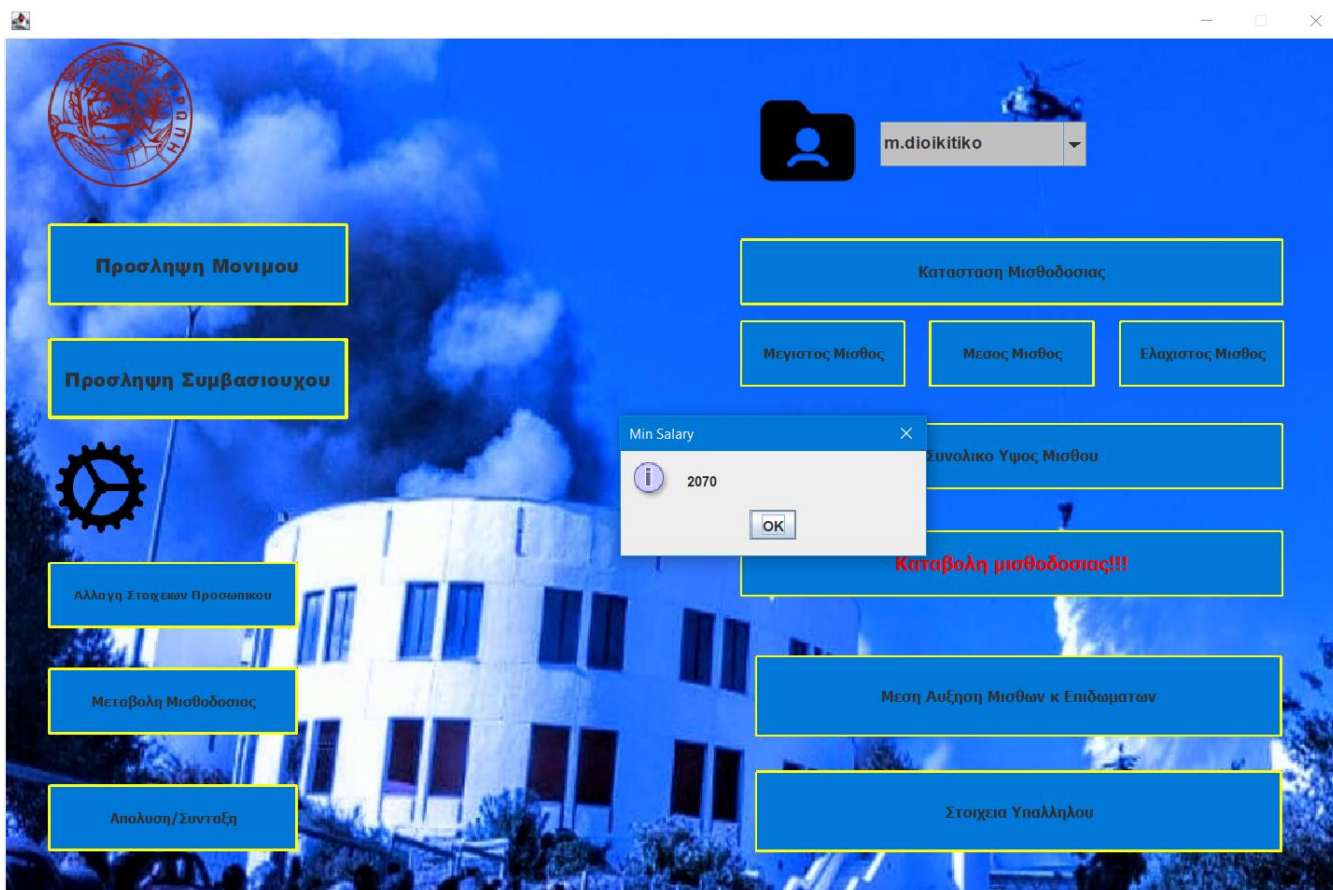 m.dioikitiko
Προσληψη Μονιμου
Προσληψη Συμβασιουχου
Αλλαγη Στοιχειων Προσωπικου
Μεταβολη Μισθοδοσιας
Απολυση/Συνταξη
Κατασταση Μισθοδοσιας
Μεγιστος Μισθος
Μεσος Μισθος
Ελαχιστος Μισθος
Min Salary
2070
OK
Συνολικο Υψος Μισθου
Καταβολη μισθοδοσιας!!!
Μεση Αυξηση Μισθων κ Επιδωματων
Στοιχεια Υπαλληλου